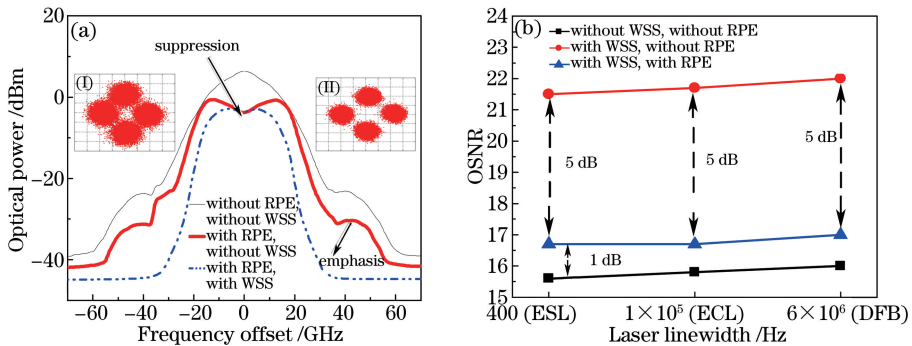 (a)
suppression
(I)
(II)
without RPE,
without WSS
with RPE,
without WSS
with RPE,
with WSS
emphasis
20
0
−20
−40
Optical power /dBm
−60
−40
−20
0
20
40
60
Frequency offset /GHz
(b)
without WSS, without RPE
with WSS, without RPE
with WSS, with RPE
24
23
22
21
20
19
18
17
16
15
OSNR
5 dB
5 dB
5 dB
1 dB
400 (ESL)
1×10⁵ (ECL)
6×10⁶ (DFB)
Laser linewidth /Hz